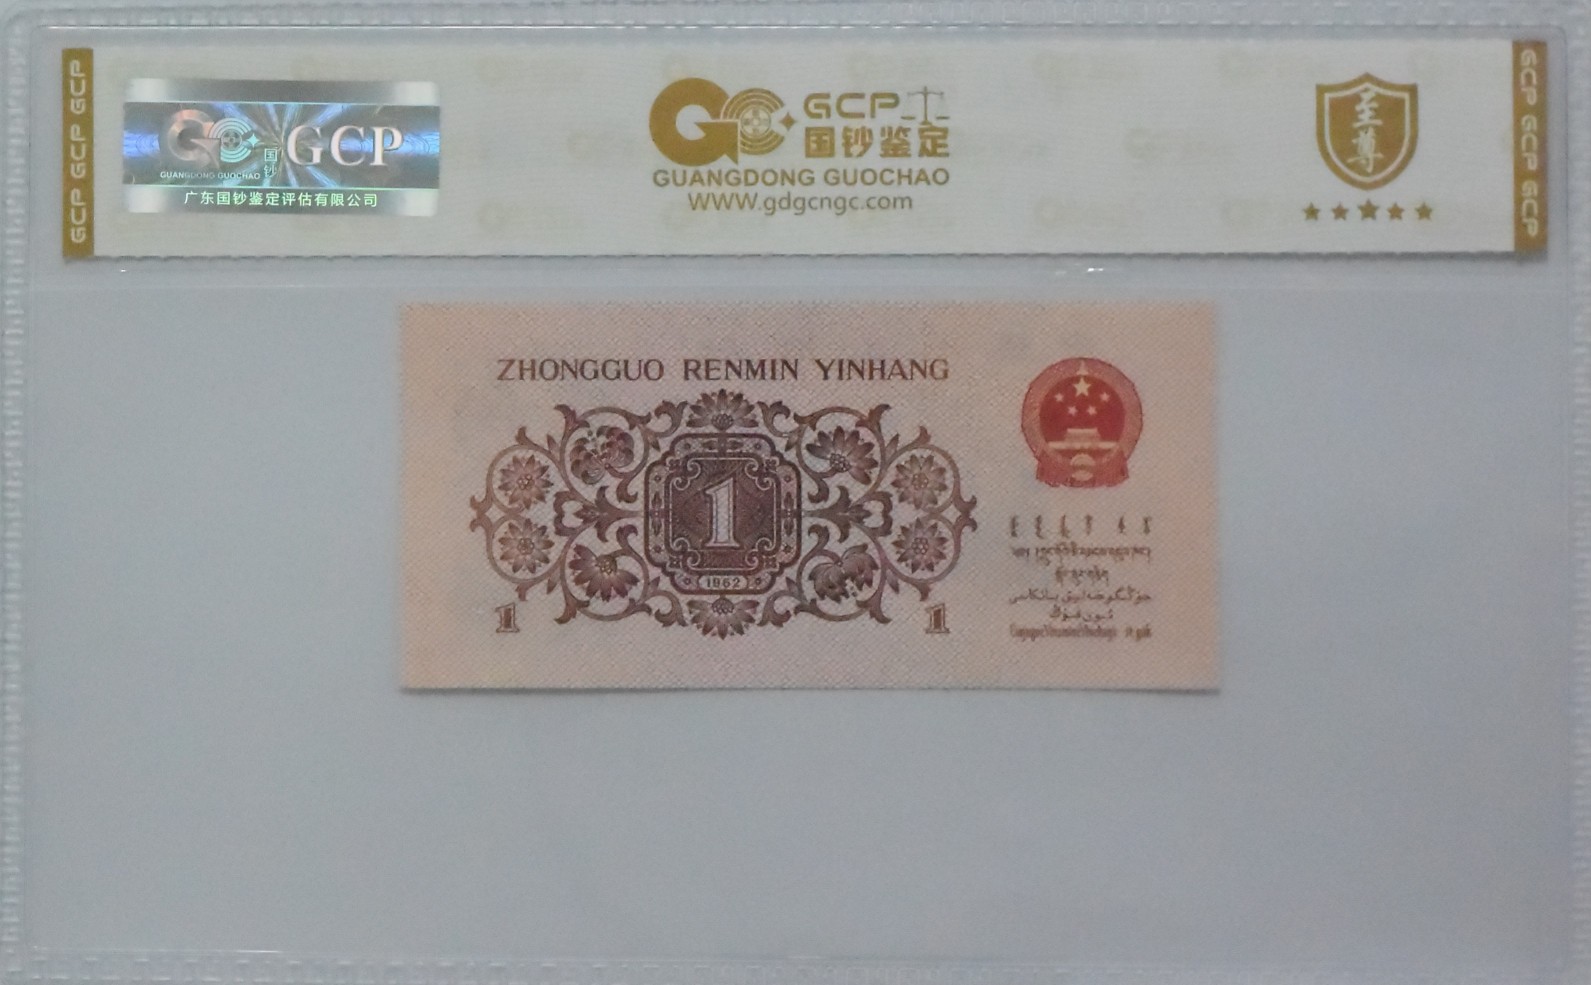 GCP GCP GCP
GCP
国钞
GUANGDONG GUOCHAO
广东国钞鉴定评估有限公司
GCP
国钞鉴定
GUANGDONG GUOCHAO
WWW.gdgcngc.com
至尊
GCP GCP GCP
ZHONGGUO RENMIN YINHANG
1
1962
1 1